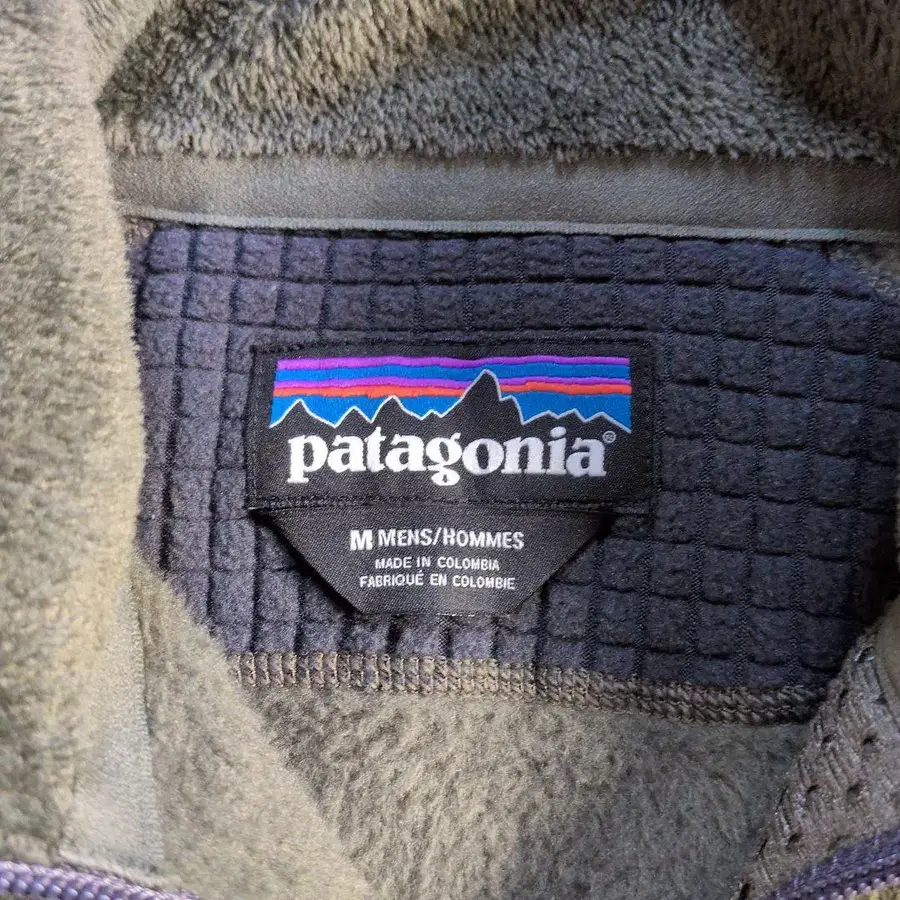 patagonia®
M MENS/HOMMES
MADE IN COLOMBIA
FABRIQUÉ EN COLOMBIE